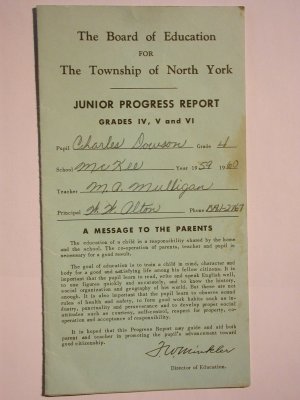 The Board of Education
FOR
The Township of North York
JUNIOR PROGRESS REPORT
GRADES IV, V and VI
Pupil Charles Dowson Grade 4
School McKee Year 1959 1960
Teacher M.A. Mulligan
Principal Alton Phone
A MESSAGE TO THE PARENTS
The education of a child is a responsibility shared by the home
and the school. The co-operation of parents, teacher and pupil is
necessary for a good result.
The goal of education is to train a child in mind, character and
body for a good and satisfying life among his fellow citizens. It is
important that the pupil learn to read, write and speak English well,
to use figures quickly and accurately, and to know the history,
social organization and geography of his world. But these are not
enough. It is also important that the pupil learn to observe sound
rules of health and safety, to form good work habits such as in-
dustry, punctuality and perseverance and to develop proper social
attitudes such as courtesy, self-control, respect for property, co-
operation and acceptance of responsibility.
It is hoped that this Progress Report may guide and aid both
parent and teacher in promoting the pupil's advancement toward
good citizenship.
Minkler
Director of Education.